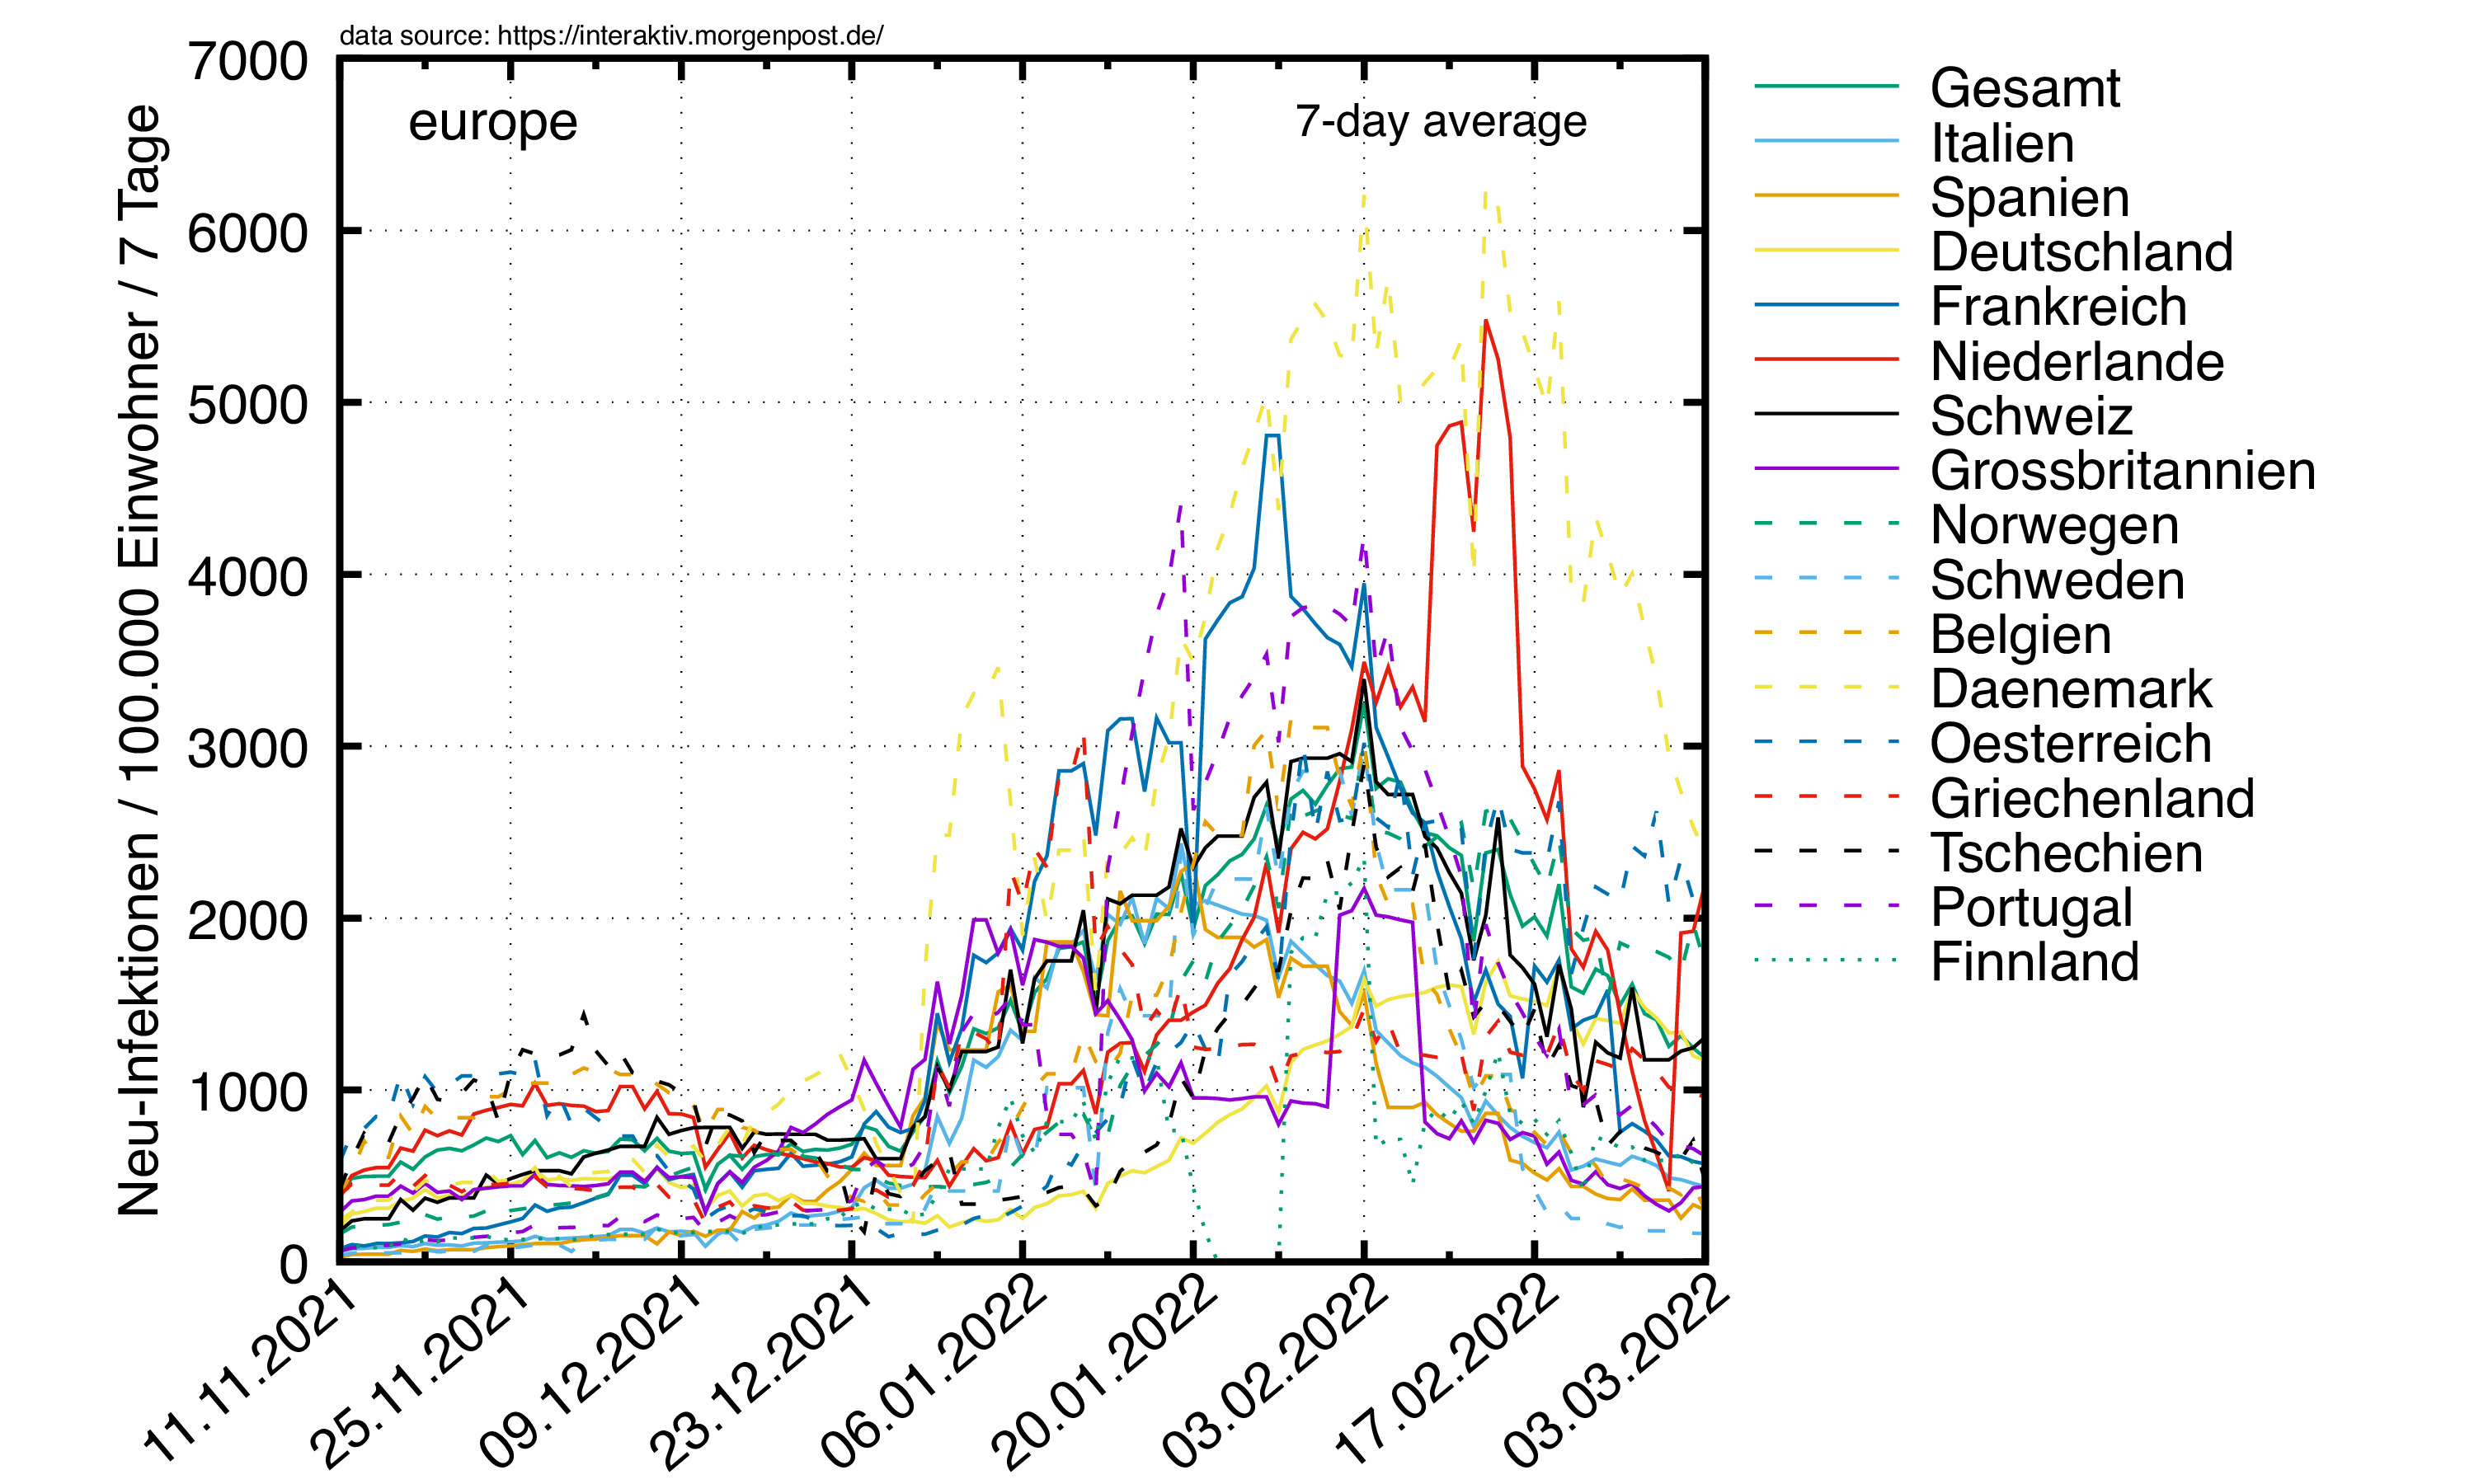 data source: https://interaktiv.morgenpost.de/
europe
7-day average
Neu-Infektionen / 100.000 Einwohner / 7 Tage
7000
6000
5000
4000
3000
2000
1000
0
11.11.2021
25.11.2021
09.12.2021
23.12.2021
06.01.2022
20.01.2022
03.02.2022
17.02.2022
03.03.2022
Gesamt
Italien
Spanien
Deutschland
Frankreich
Niederlande
Schweiz
Grossbritannien
Norwegen
Schweden
Belgien
Daenemark
Oesterreich
Griechenland
Tschechien
Portugal
Finnland